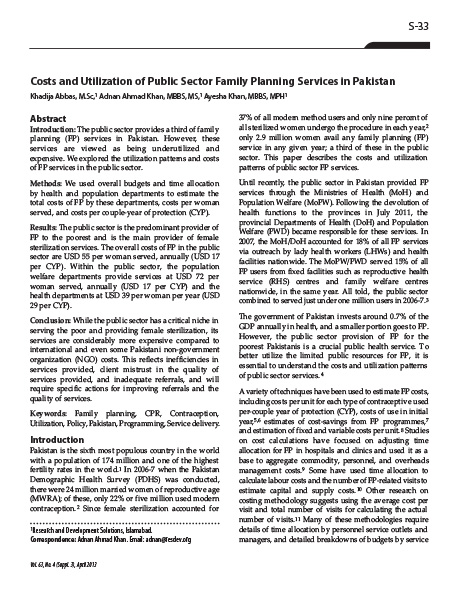 S-33
Costs and Utilization of Public Sector Family Planning Services in Pakistan
Khadija Abbas, M.Sc,1 Adnan Ahmad Khan, MBBS, MS,1 Ayesha Khan, MBBS, MPH1
Abstract
Introduction: The public sector provides a third of family
planning (FP) services in Pakistan. However, these
services are viewed as being underutilized and
expensive. We explored the utilization patterns and costs
of FP services in the public sector.
Methods: We used overall budgets and time allocation
by health and population departments to estimate the
total costs of FP by these departments, costs per woman
served, and costs per couple-year of protection (CYP).
Results: The public sector is the predominant provider of
FP to the poorest and is the main provider of female
sterilization services. The overall costs of FP in the public
sector are USD 55 per woman served, annually (USD 17
per CYP). Within the public sector, the population
welfare departments provide services at USD 72 per
woman served, annually (USD 17 per CYP) and the
health departments at USD 39 per woman per year (USD
29 per CYP).
Conclusion: While the public sector has a critical niche in
serving the poor and providing female sterilization, its
services are considerably more expensive compared to
international and even some Pakistani non-government
organization (NGO) costs. This reflects inefficiencies in
services provided, client mistrust in the quality of
services provided, and inadequate referrals, and will
require specific actions for improving referrals and the
quality of services.
Keywords: Family planning, CPR, Contraception,
Utilization, Policy, Pakistan, Programming, Service delivery.
Introduction
Pakistan is the sixth most populous country in the world
with a population of 174 million and one of the highest
fertility rates in the world.1 In 2006-7 when the Pakistan
Demographic Health Survey (PDHS) was conducted,
there were 24 million married women of reproductive age
(MWRA); of these, only 22% or five million used modern
contraception.2 Since female sterilization accounted for
1Research and Development Solutions, Islamabad.
Correspondence: Adnan Ahmad Khan. Email: adnan@resdev.org
37% of all modern method users and only nine percent of
all sterilized women undergo the procedure in each year,2
only 2.9 million women avail any family planning (FP)
service in any given year; a third of these in the public
sector. This paper describes the costs and utilization
patterns of public sector FP services.
Until recently, the public sector in Pakistan provided FP
services through the Ministries of Health (MoH) and
Population Welfare (MoPW). Following the devolution of
health functions to the provinces in July 2011, the
provincial Departments of Health (DoH) and Population
Welfare (PWD) became responsible for these services. In
2007, the MoH/DoH accounted for 18% of all FP services
via outreach by lady health workers (LHWs) and health
facilities nationwide. The MoPW/PWD served 15% of all
FP users from fixed facilities such as reproductive health
service (RHS) centres and family welfare centres
nationwide, in the same year. All told, the public sector
combined to served just under one million users in 2006-7.3
The government of Pakistan invests around 0.7% of the
GDP annually in health, and a smaller portion goes to FP.
However, the public sector provision of FP for the
poorest Pakistanis is a crucial public health service. To
better utilize the limited public resources for FP, it is
essential to understand the costs and utilization patterns
of public sector services.4
A variety of techniques have been used to estimate FP costs,
including costs per unit for each type of contraceptive used
per-couple year of protection (CYP), costs of use in initial
year,5,6 estimates of cost-savings from FP programmes,7
and estimation of fixed and variable costs per unit.8 Studies
on cost calculations have focused on adjusting time
allocation for FP in hospitals and clinics and used it as a
base to aggregate commodity, personnel, and overheads
management costs.9 Some have used time allocation to
calculate labour costs and the number of FP-related visits to
estimate capital and supply costs.10 Other research on
costing methodology suggests using the average cost per
visit and total number of visits for calculating the actual
number of visits.11 Many of these methodologies require
details of time allocation by personnel service outlets and
managers, and detailed breakdowns of budgets by service
Vol. 63, No. 4 (Suppl. 3), April 2013